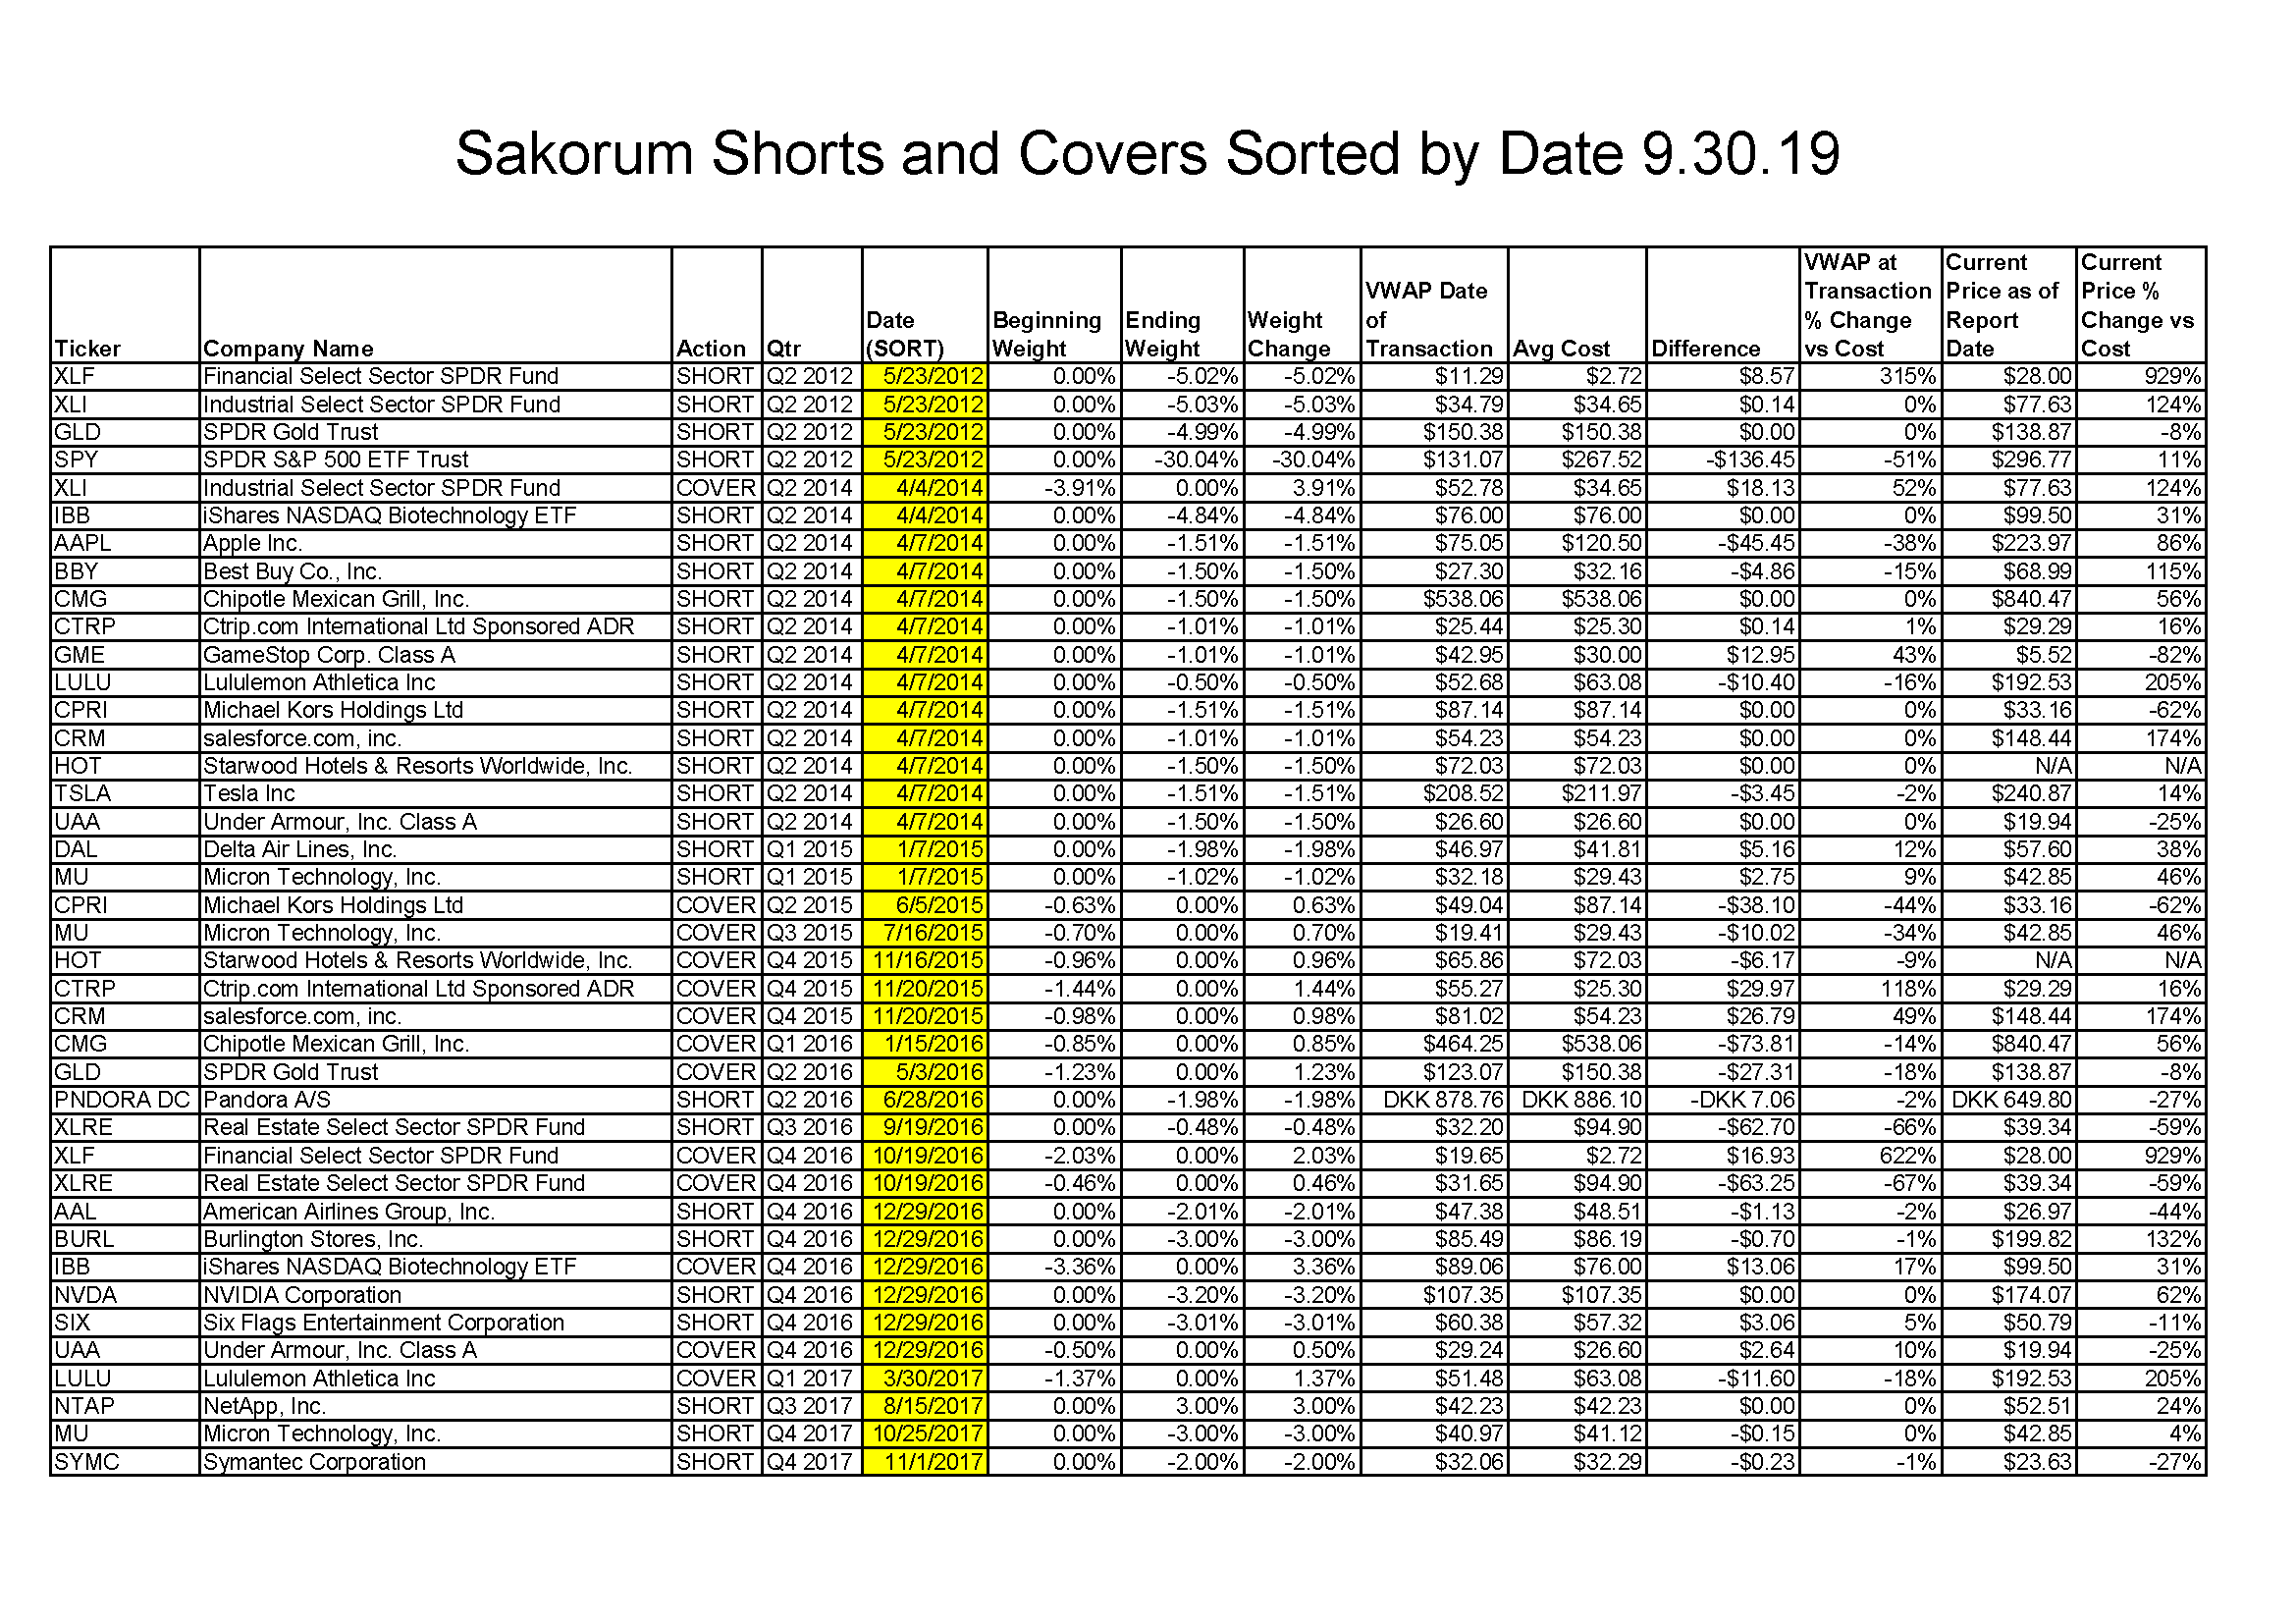 Sakorum Shorts and Covers Sorted by Date 9.30.19
Ticker Company Name Action Qtr Date (SORT) Beginning Weight Ending Weight Weight Change VWAP Date of Transaction Avg Cost Difference VWAP at Transaction % Change vs Cost Current Price as of Report Date Current Price % Change vs Cost
XLF Financial Select Sector SPDR Fund SHORT Q2 2012 5/23/2012 0.00% -5.02% -5.02% $11.29 $2.72 $8.57 315% $28.00 929%
XLI Industrial Select Sector SPDR Fund SHORT Q2 2012 5/23/2012 0.00% -5.03% -5.03% $34.79 $34.65 $0.14 0% $77.63 124%
GLD SPDR Gold Trust SHORT Q2 2012 5/23/2012 0.00% -4.99% -4.99% $150.38 $150.38 $0.00 0% $138.87 -8%
SPY SPDR S&P 500 ETF Trust SHORT Q2 2012 5/23/2012 0.00% -30.04% -30.04% $131.07 $267.52 -$136.45 -51% $296.77 11%
XLI Industrial Select Sector SPDR Fund COVER Q2 2014 4/4/2014 -3.91% 0.00% 3.91% $52.78 $34.65 $18.13 52% $77.63 124%
IBB iShares NASDAQ Biotechnology ETF SHORT Q2 2014 4/4/2014 0.00% -4.84% -4.84% $76.00 $76.00 $0.00 0% $99.50 31%
AAPL Apple Inc. SHORT Q2 2014 4/7/2014 0.00% -1.51% -1.51% $75.05 $120.50 -$45.45 -38% $223.97 86%
BBY Best Buy Co., Inc. SHORT Q2 2014 4/7/2014 0.00% -1.50% -1.50% $27.30 $32.16 -$4.86 -15% $68.99 115%
CMG Chipotle Mexican Grill, Inc. SHORT Q2 2014 4/7/2014 0.00% -1.50% -1.50% $538.06 $538.06 $0.00 0% $840.47 56%
CTRP Ctrip.com International Ltd Sponsored ADR SHORT Q2 2014 4/7/2014 0.00% -1.01% -1.01% $25.44 $25.30 $0.14 1% $29.29 16%
GME GameStop Corp. Class A SHORT Q2 2014 4/7/2014 0.00% -1.01% -1.01% $42.95 $30.00 $12.95 43% $5.52 -82%
LULU Lululemon Athletica Inc SHORT Q2 2014 4/7/2014 0.00% -0.50% -0.50% $52.68 $63.08 -$10.40 -16% $192.53 205%
CPRI Michael Kors Holdings Ltd SHORT Q2 2014 4/7/2014 0.00% -1.51% -1.51% $87.14 $87.14 $0.00 0% $33.16 -62%
CRM salesforce.com, inc. SHORT Q2 2014 4/7/2014 0.00% -1.01% -1.01% $54.23 $54.23 $0.00 0% $148.44 174%
HOT Starwood Hotels & Resorts Worldwide, Inc. SHORT Q2 2014 4/7/2014 0.00% -1.50% -1.50% $72.03 $72.03 $0.00 0% N/A N/A
TSLA Tesla Inc SHORT Q2 2014 4/7/2014 0.00% -1.51% -1.51% $208.52 $211.97 -$3.45 -2% $240.87 14%
UAA Under Armour, Inc. Class A SHORT Q2 2014 4/7/2014 0.00% -1.50% -1.50% $26.60 $26.60 $0.00 0% $19.94 -25%
DAL Delta Air Lines, Inc. SHORT Q1 2015 1/7/2015 0.00% -1.98% -1.98% $46.97 $41.81 $5.16 12% $57.60 38%
MU Micron Technology, Inc. SHORT Q1 2015 1/7/2015 0.00% -1.02% -1.02% $32.18 $29.43 $2.75 9% $42.85 46%
CPRI Michael Kors Holdings Ltd COVER Q2 2015 6/5/2015 -0.63% 0.00% 0.63% $49.04 $87.14 -$38.10 -44% $33.16 -62%
MU Micron Technology, Inc. COVER Q3 2015 7/16/2015 -0.70% 0.00% 0.70% $19.41 $29.43 -$10.02 -34% $42.85 46%
HOT Starwood Hotels & Resorts Worldwide, Inc. COVER Q4 2015 11/16/2015 -0.96% 0.00% 0.96% $65.86 $72.03 -$6.17 -9% N/A N/A
CTRP Ctrip.com International Ltd Sponsored ADR COVER Q4 2015 11/20/2015 -1.44% 0.00% 1.44% $55.27 $25.30 $29.97 118% $29.29 16%
CRM salesforce.com, inc. COVER Q4 2015 11/20/2015 -0.98% 0.00% 0.98% $81.02 $54.23 $26.79 49% $148.44 174%
CMG Chipotle Mexican Grill, Inc. COVER Q1 2016 1/15/2016 -0.85% 0.00% 0.85% $464.25 $538.06 -$73.81 -14% $840.47 56%
GLD SPDR Gold Trust COVER Q2 2016 5/3/2016 -1.23% 0.00% 1.23% $123.07 $150.38 -$27.31 -18% $138.87 -8%
PNDORA DC Pandora A/S SHORT Q2 2016 6/28/2016 0.00% -1.98% -1.98% DKK 878.76 DKK 886.10 -DKK 7.06 -2% DKK 649.80 -27%
XLRE Real Estate Select Sector SPDR Fund SHORT Q3 2016 9/19/2016 0.00% -0.48% -0.48% $32.20 $94.90 -$62.70 -66% $39.34 -59%
XLF Financial Select Sector SPDR Fund COVER Q4 2016 10/19/2016 -2.03% 0.00% 2.03% $19.65 $2.72 $16.93 622% $28.00 929%
XLRE Real Estate Select Sector SPDR Fund COVER Q4 2016 10/19/2016 -0.46% 0.00% 0.46% $31.65 $94.90 -$63.25 -67% $39.34 -59%
AAL American Airlines Group, Inc. SHORT Q4 2016 12/29/2016 0.00% -2.01% -2.01% $47.38 $48.51 -$1.13 -2% $26.97 -44%
BURL Burlington Stores, Inc. SHORT Q4 2016 12/29/2016 0.00% -3.00% -3.00% $85.49 $86.19 -$0.70 -1% $199.82 132%
IBB iShares NASDAQ Biotechnology ETF COVER Q4 2016 12/29/2016 -3.36% 0.00% 3.36% $89.06 $76.00 $13.06 17% $99.50 31%
NVDA NVIDIA Corporation SHORT Q4 2016 12/29/2016 0.00% -3.20% -3.20% $107.35 $107.35 $0.00 0% $174.07 62%
SIX Six Flags Entertainment Corporation SHORT Q4 2016 12/29/2016 0.00% -3.01% -3.01% $60.38 $57.32 $3.06 5% $50.79 -11%
UAA Under Armour, Inc. Class A COVER Q4 2016 12/29/2016 -0.50% 0.00% 0.50% $29.24 $26.60 $2.64 10% $19.94 -25%
LULU Lululemon Athletica Inc COVER Q1 2017 3/30/2017 -1.37% 0.00% 1.37% $51.48 $63.08 -$11.60 -18% $192.53 205%
NTAP NetApp, Inc. SHORT Q3 2017 8/15/2017 0.00% 3.00% 3.00% $42.23 $42.23 $0.00 0% $52.51 24%
MU Micron Technology, Inc. SHORT Q4 2017 10/25/2017 0.00% -3.00% -3.00% $40.97 $41.12 -$0.15 0% $42.85 4%
SYMC Symantec Corporation SHORT Q4 2017 11/1/2017 0.00% -2.00% -2.00% $32.06 $32.29 -$0.23 -1% $23.63 -27%